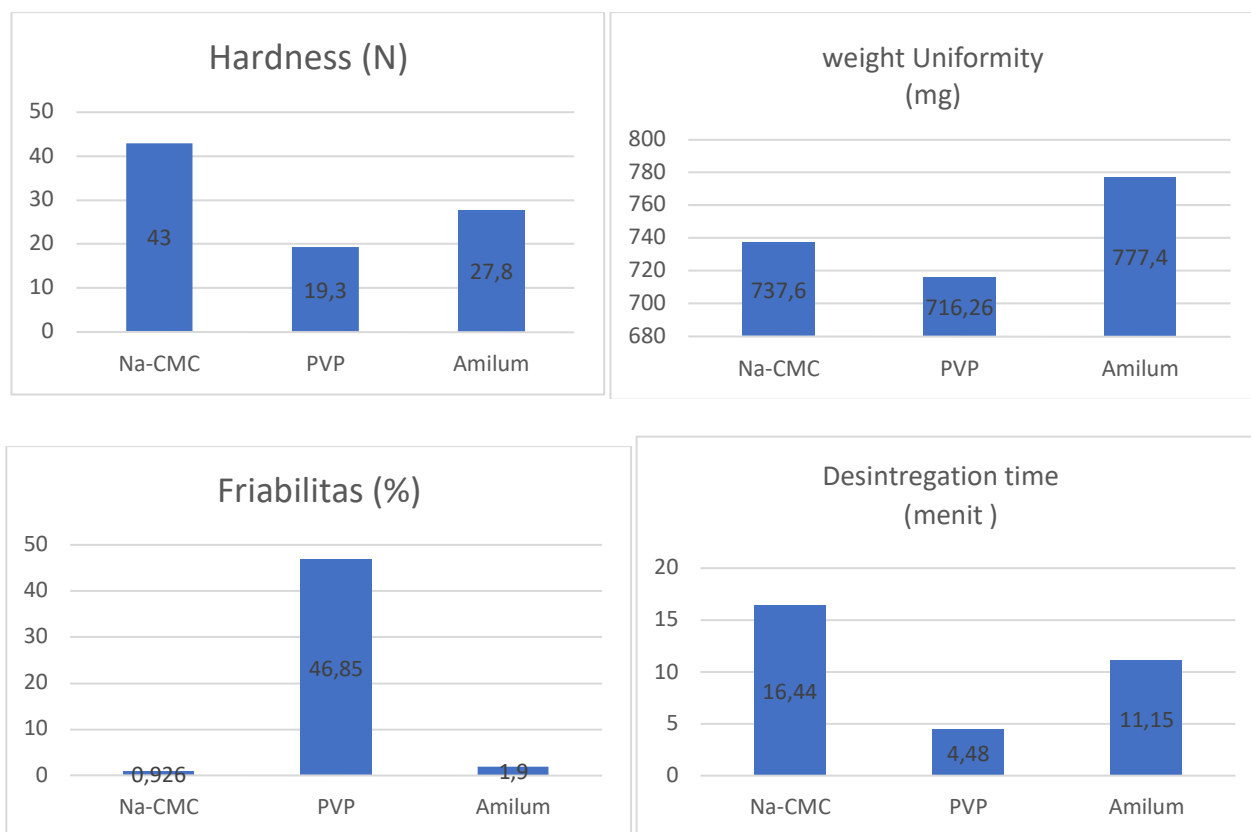 Hardness (N)
50
40
30
20
10
0
43
19,3
27,8
Na-CMC
PVP
Amilum
weight Uniformity
(mg)
800
780
760
740
720
700
680
737,6
716,26
777,4
Na-CMC
PVP
Amilum
Friabilitas (%)
50
40
30
20
10
0
0,926
46,85
1,9
Na-CMC
PVP
Amilum
Desintregation time
(menit )
20
15
10
5
0
16,44
4,48
11,15
Na-CMC
PVP
Amilum